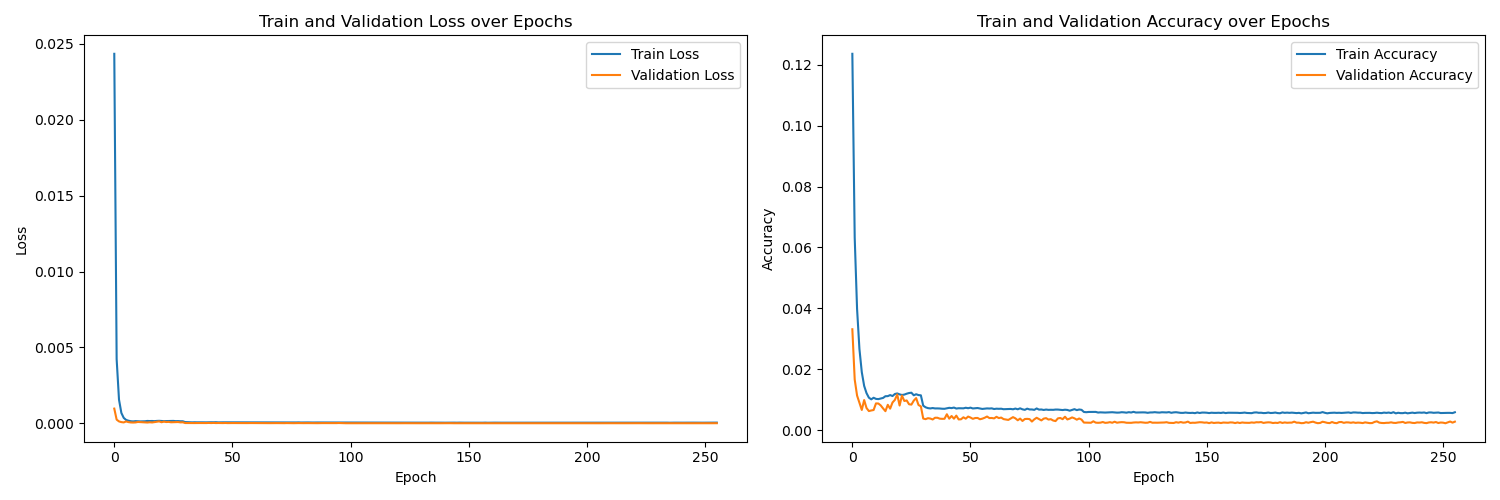 Train and Validation Loss over Epochs
0.025
0.020
0.015
0.010
0.005
0.000
Loss
Train Loss
Validation Loss
0
50
100
150
200
250
Epoch
Train and Validation Accuracy over Epochs
0.12
0.10
0.08
0.06
0.04
0.02
0.00
Accuracy
Train Accuracy
Validation Accuracy
0
50
100
150
200
250
Epoch